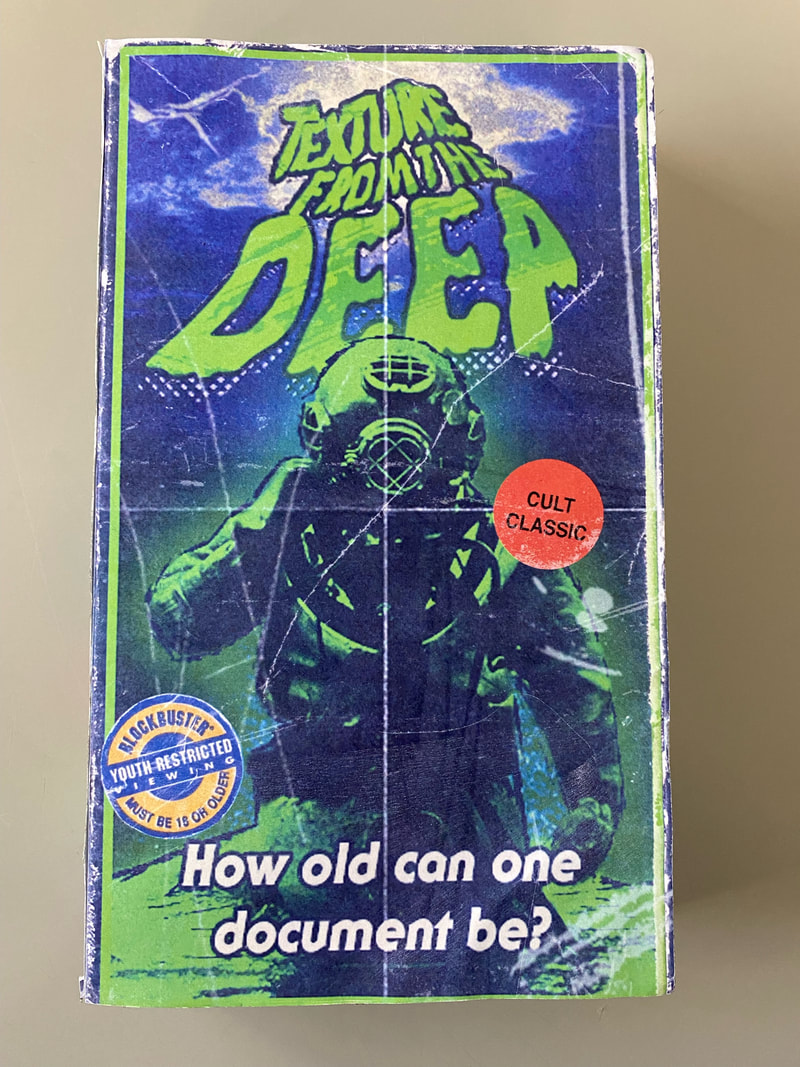 TEXTURE
FROM THE
DEEP
CULT
CLASSIC
BLOCKBUSTER
YOUTH RESTRICTED
VIEWING
MUST BE 18 OR OLDER
How old can one
document be?